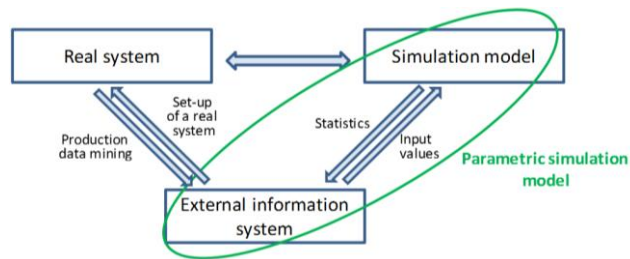 Real system
Simulation model
Set-up
of a real
system
Production
data mining
Statistics
Input
values
Parametric simulation
model
External information
system